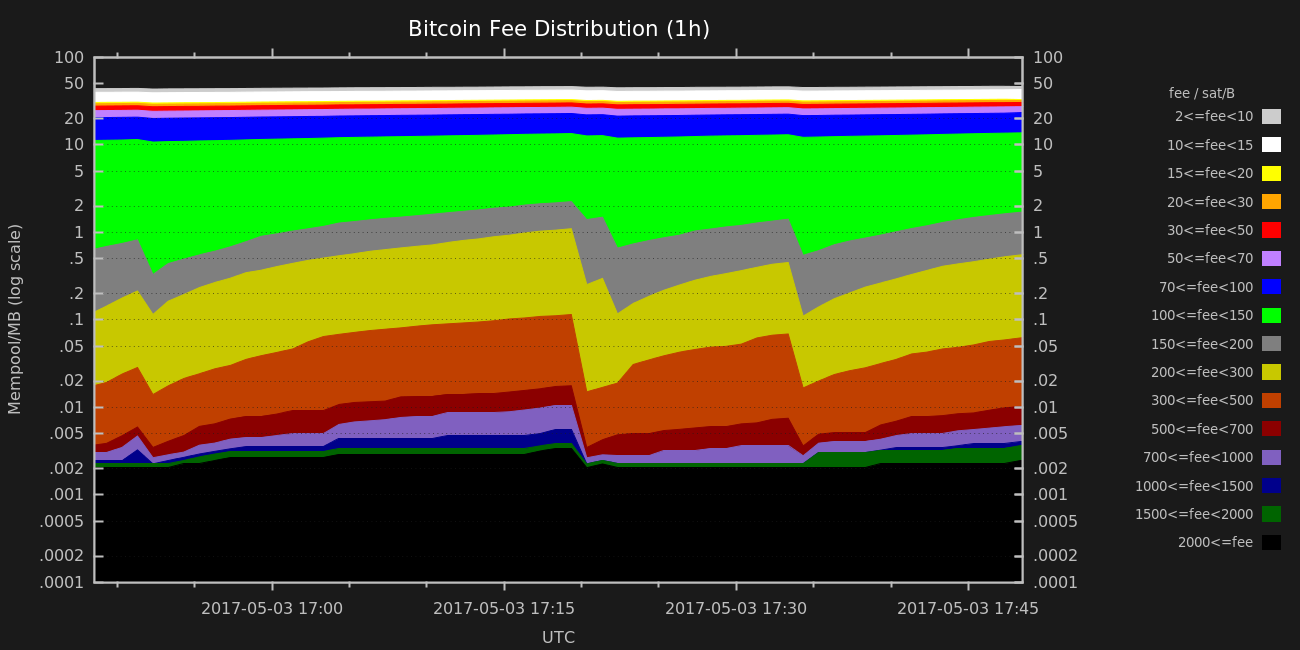 Bitcoin Fee Distribution (1h)
Mempool/MB (log scale)
100
50
20
10
5
2
1
.5
.2
.1
.05
.02
.01
.005
.002
.001
.0005
.0002
.0001
100
50
20
10
5
2
1
.5
.2
.1
.05
.02
.01
.005
.002
.001
.0005
.0002
.0001
2017-05-03 17:00
2017-05-03 17:15
2017-05-03 17:30
2017-05-03 17:45
UTC
fee / sat/B
2<=fee<10
10<=fee<15
15<=fee<20
20<=fee<30
30<=fee<50
50<=fee<70
70<=fee<100
100<=fee<150
150<=fee<200
200<=fee<300
300<=fee<500
500<=fee<700
700<=fee<1000
1000<=fee<1500
1500<=fee<2000
2000<=fee